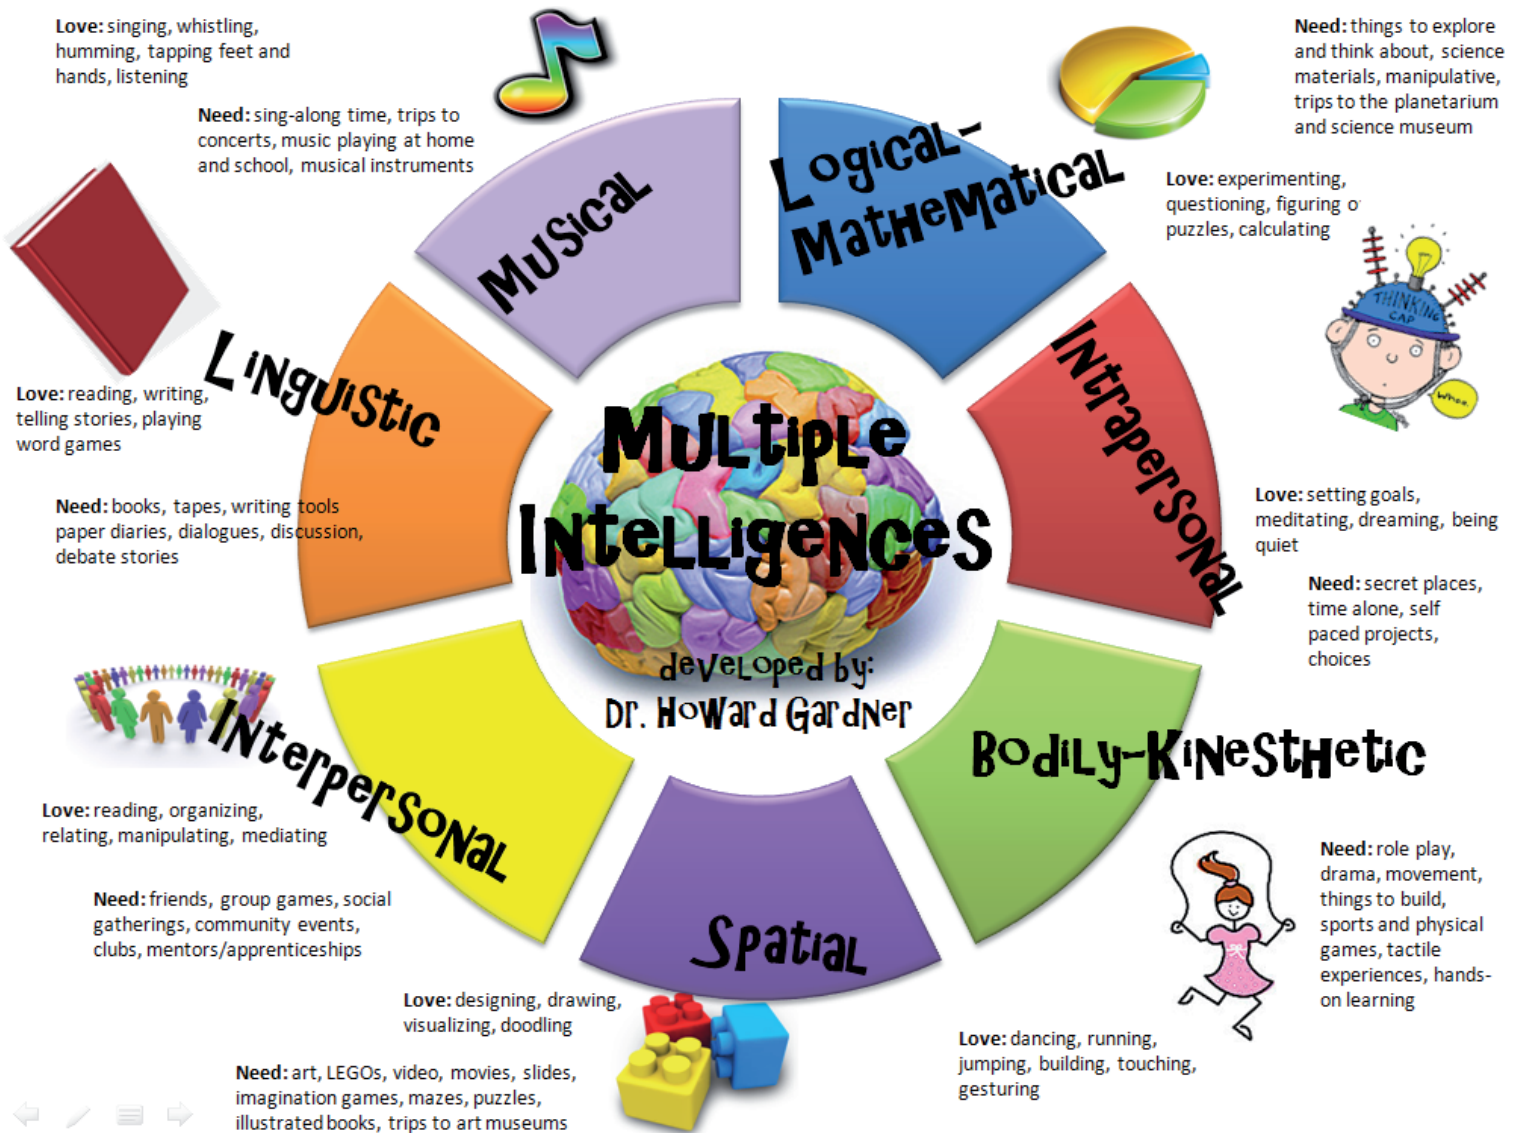 Love: singing, whistling,
humming, tapping feet and
hands, listening
Need: sing-along time, trips to
concerts, music playing at home
and school, musical instruments
Musical
Logical-
Mathematical
Need: things to explore
and think about, science
materials, manipulative,
trips to the planetarium
and science museum
Love: experimenting,
questioning, figuring
puzzles, calculating
THINKING
CAP
Whoa.
Linguistic
Love: reading, writing,
telling stories, playing
word games
Need: books, tapes, writing tools
paper diaries, dialogues, discussion,
debate stories
Multiple
Intelligences
developed by:
Dr. Howard Gardner
Intrapersonal
Love: setting goals,
meditating, dreaming, being
quiet
Need: secret places,
time alone, self
paced projects,
choices
Interpersonal
Love: reading, organizing,
relating, manipulating, mediating
Need: friends, group games, social
gatherings, community events,
clubs, mentors/apprenticeships
Spatial
Love: designing, drawing,
visualizing, doodling
Need: art, LEGOs, video, movies, slides,
imagination games, mazes, puzzles,
illustrated books, trips to art museums
Bodily-Kinesthetic
Need: role play,
drama, movement,
things to build,
sports and physical
games, tactile
experiences, hands-
on learning
Love: dancing, running,
jumping, building, touching,
gesturing